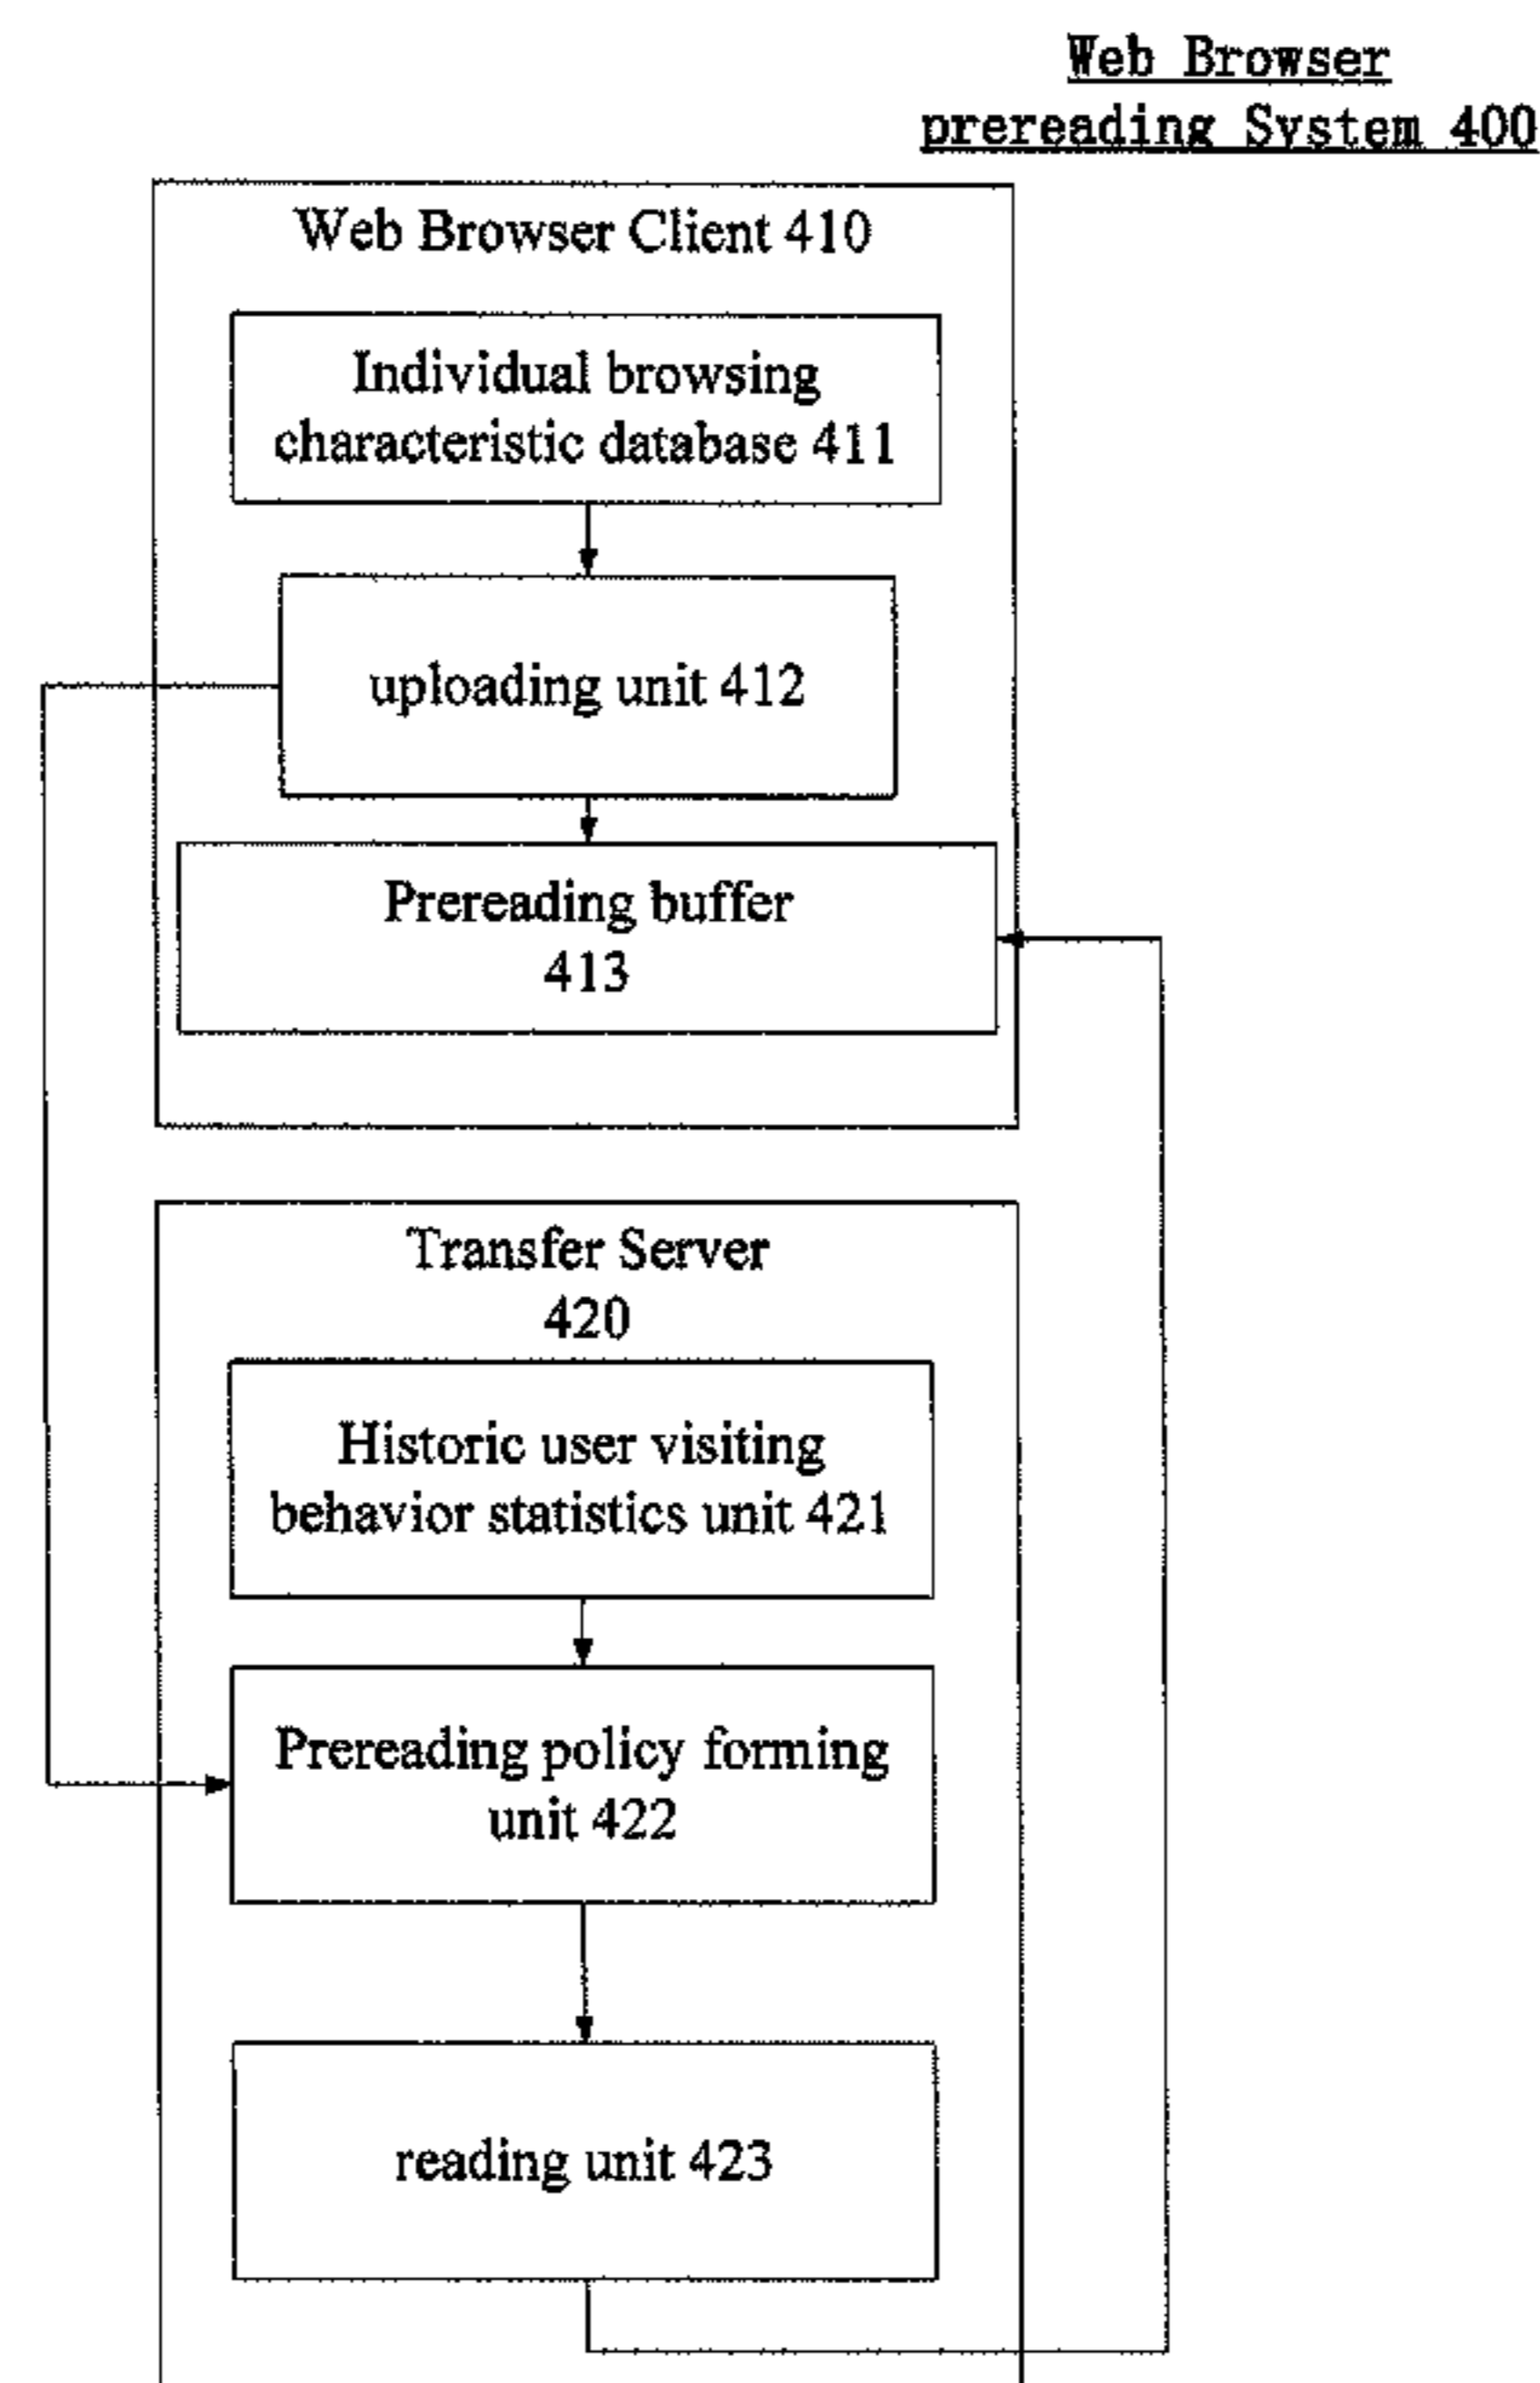 Web Browser
prereading System 400
Web Browser Client 410
Individual browsing
characteristic database 411
uploading unit 412
Prereading buffer
413
Transfer Server
420
Historic user visiting
behavior statistics unit 421
Prereading policy forming
unit 422
reading unit 423